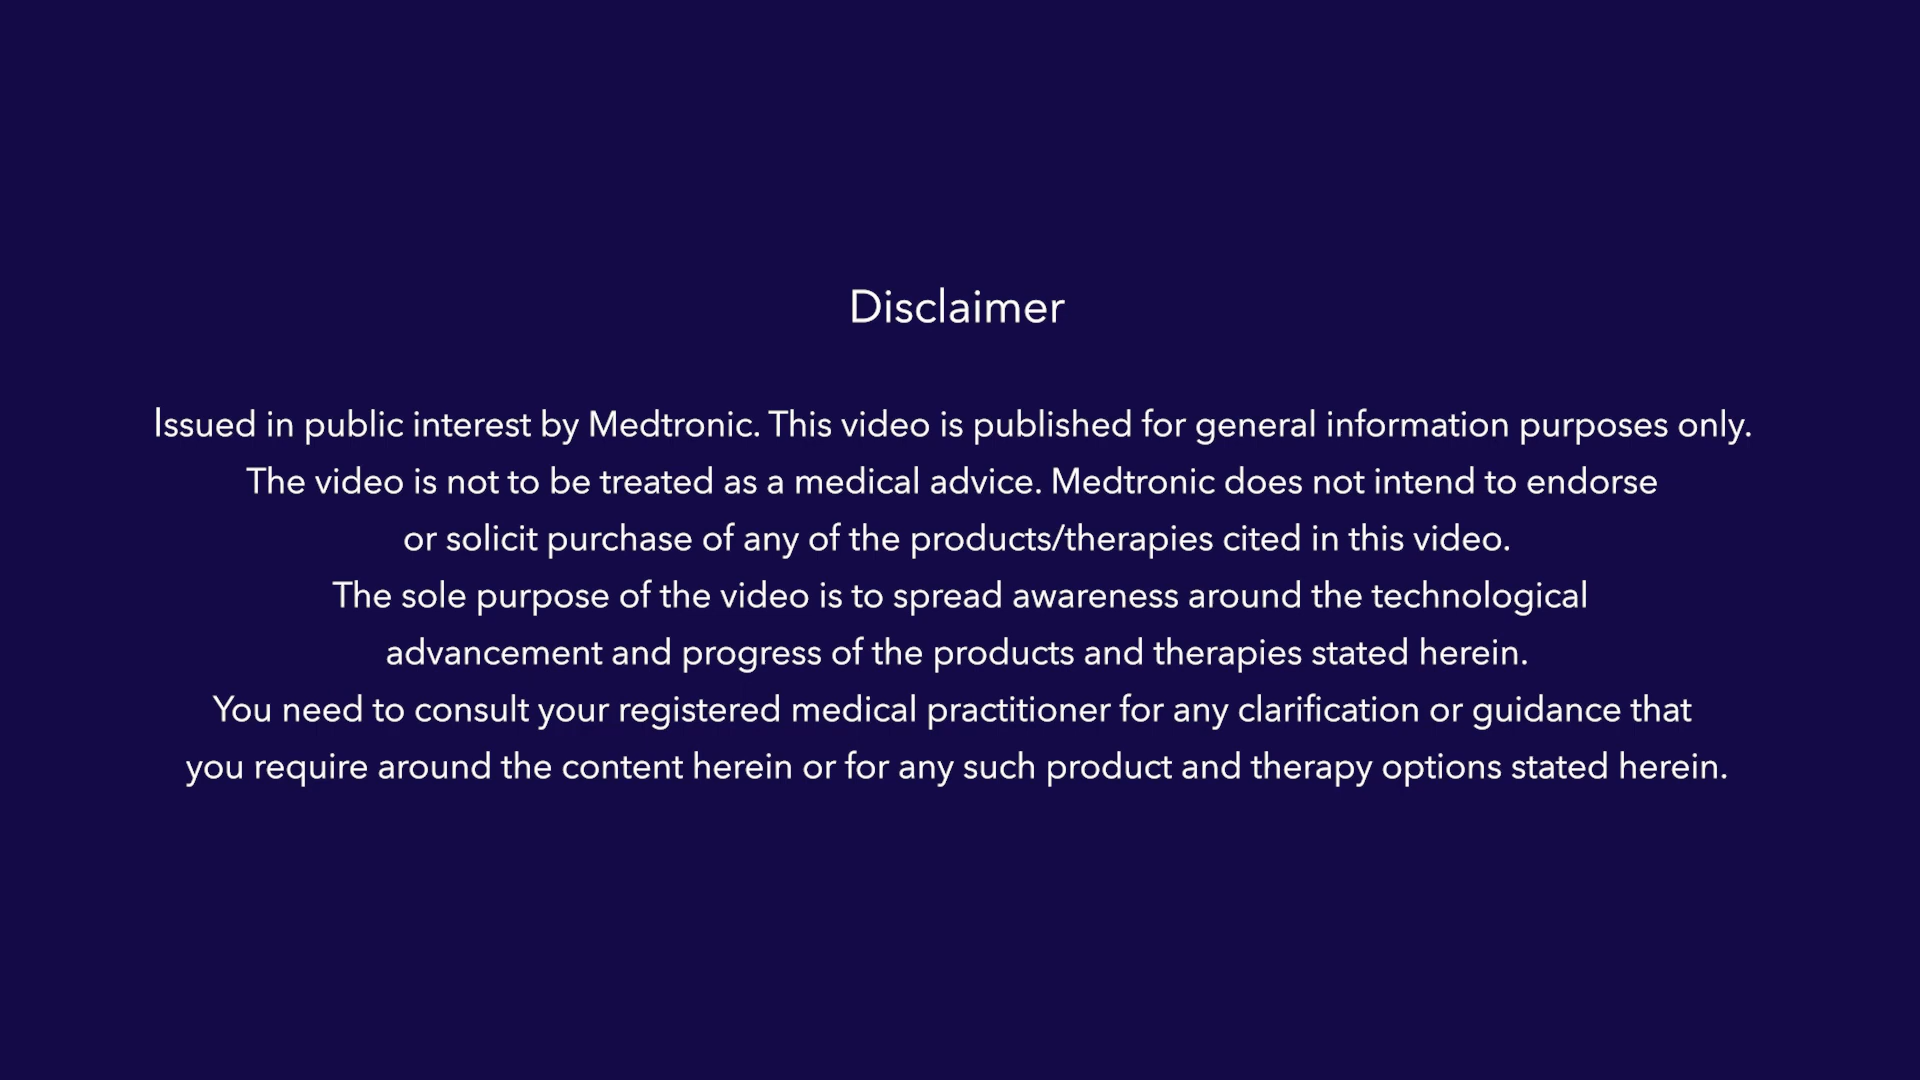 Disclaimer
Issued in public interest by Medtronic. This video is published for general information purposes only.
The video is not to be treated as a medical advice. Medtronic does not intend to endorse
or solicit purchase of any of the products/therapies cited in this video.
The sole purpose of the video is to spread awareness around the technological
advancement and progress of the products and therapies stated herein.
You need to consult your registered medical practitioner for any clarification or guidance that
you require around the content herein or for any such product and therapy options stated herein.